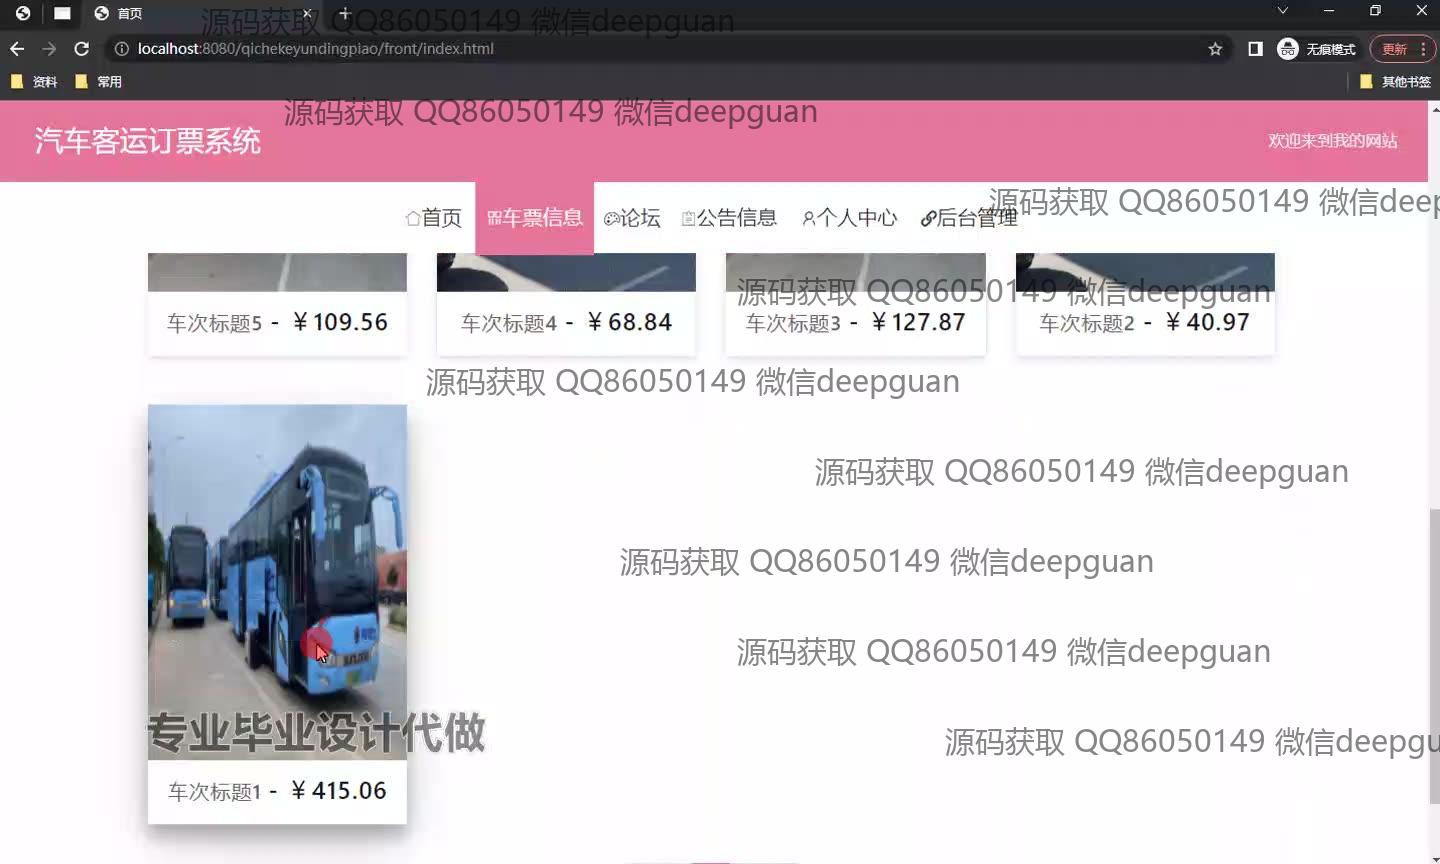 首页
源码获取 QQ86050149 微信deepguan
localhost:8080/qichekeyundingpiao/front/index.html
无痕模式
更新
资料
常用
其他书签
源码获取 QQ86050149 微信deepguan
汽车客运订票系统
欢迎来到我的网站
源码获取 QQ86050149 微信deep
首页
车票信息
论坛
公告信息
个人中心
后台管理
源码获取 QQ86050149 微信deepguan
车次标题5 - ￥109.56
车次标题4 - ￥68.84
车次标题3 - ￥127.87
车次标题2 - ￥40.97
源码获取 QQ86050149 微信deepguan
源码获取 QQ86050149 微信deepguan
源码获取 QQ86050149 微信deepguan
源码获取 QQ86050149 微信deepguan
专业毕业设计代做
源码获取 QQ86050149 微信deepgu
车次标题1 - ￥415.06